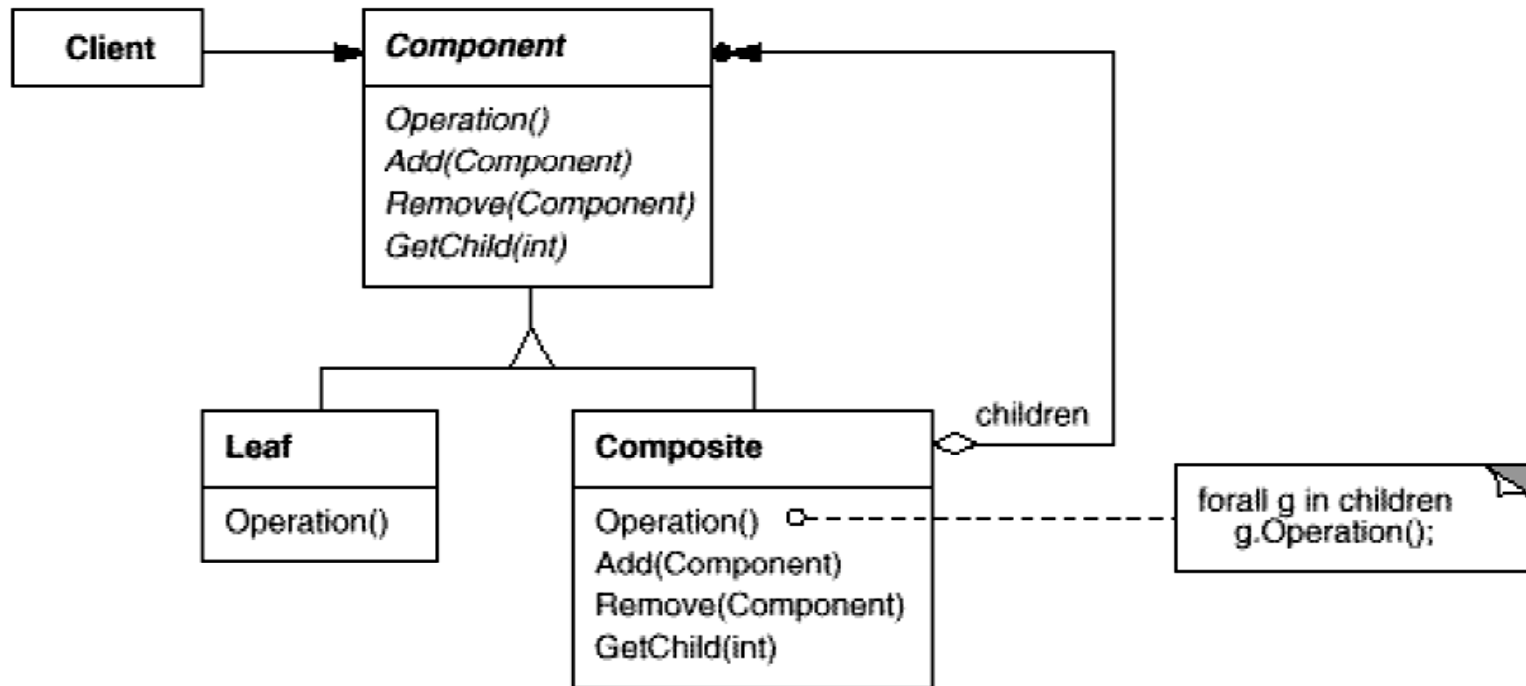 Client
Component
Operation()
Add(Component)
Remove(Component)
GetChild(int)
Leaf
Operation()
Composite
Operation()
Add(Component)
Remove(Component)
GetChild(int)
children
forall g in children
g.Operation();